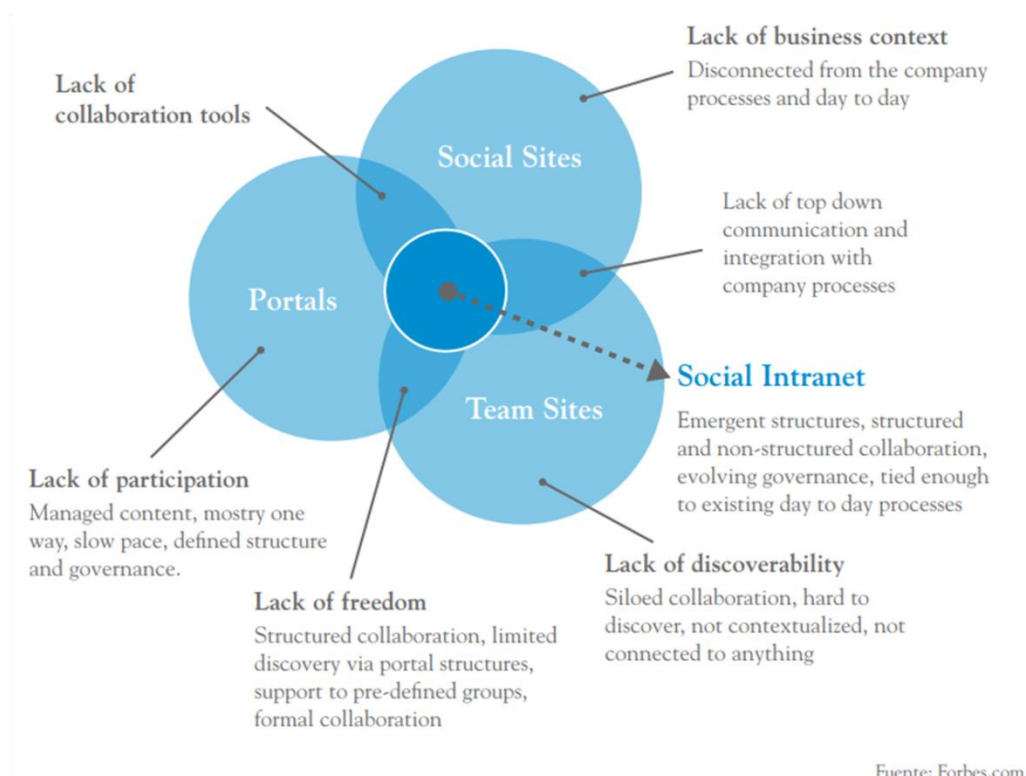 Lack of business context
Disconnected from the company
processes and day to day
Lack of
collaboration tools
Social Sites
Lack of top down
communication and
integration with
company processes
Portals
Social Intranet
Emergent structures, structured
and non-structured collaboration,
evolving governance, tied enough
to existing day to day processes
Team Sites
Lack of participation
Managed content, mostry one
way, slow pace, defined structure
and governance.
Lack of freedom
Structured collaboration, limited
discovery via portal structures,
support to pre-defined groups,
formal collaboration
Lack of discoverability
Siloed collaboration, hard to
discover, not contextualized, not
connected to anything
Fuente: Forbes.com